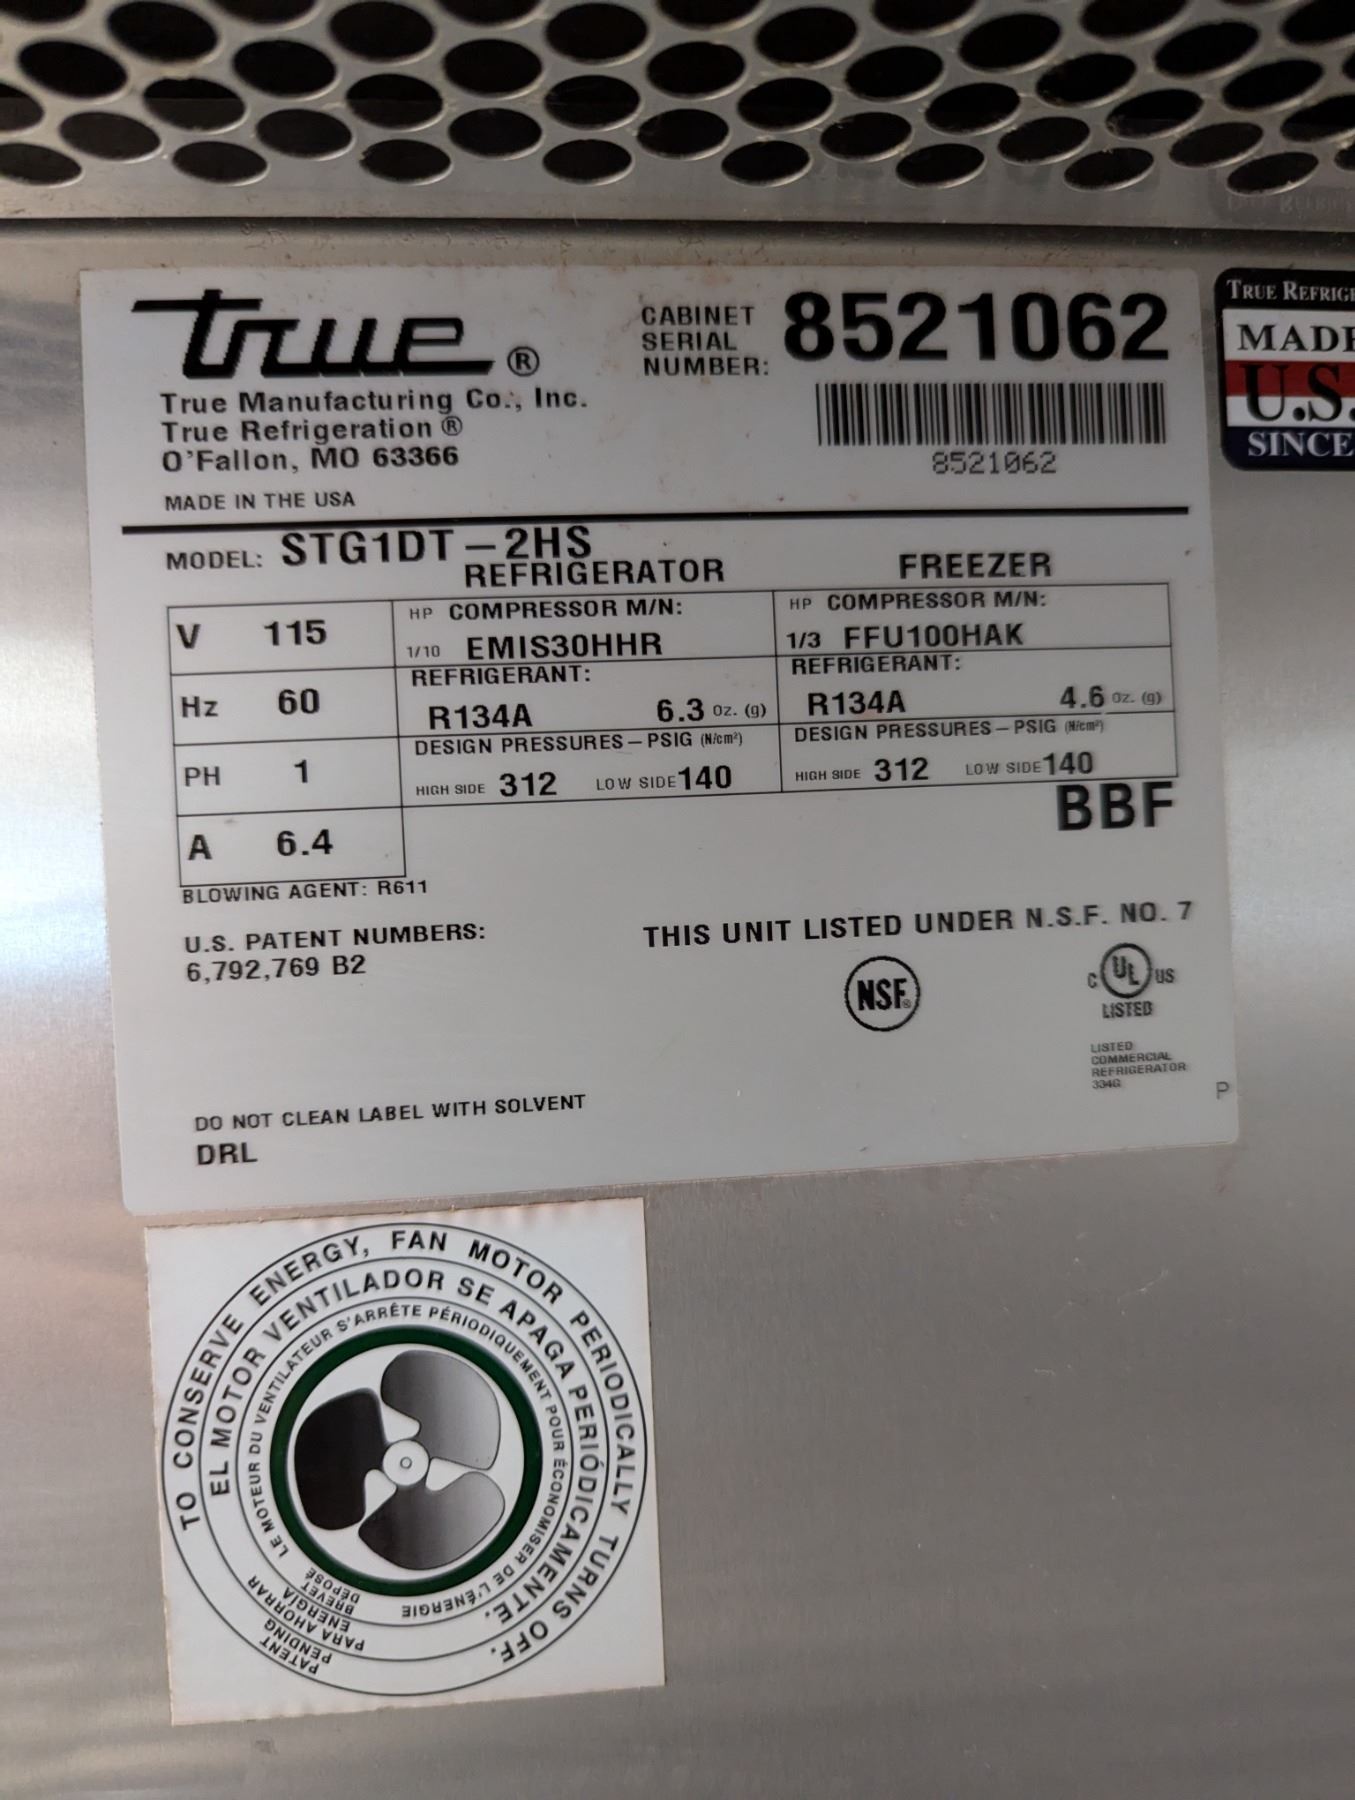 true ®
True Manufacturing Co., Inc.
True Refrigeration ®
O'Fallon, MO 63366
MADE IN THE USA
CABINET
SERIAL
NUMBER: 8521062
8521062
TRUE
MADE
U.S.
SINCE
MODEL: STG1DT-2HS
REFRIGERATOR
FREEZER
V 115
Hz 60
PH 1
A 6.4
HP COMPRESSOR M/N:
1/10 EMIS30HHR
REFRIGERANT:
R134A 6.3 Oz. (g)
DESIGN PRESSURES – PSIG (N/cm²)
HIGH SIDE 312 LOW SIDE 140
HP COMPRESSOR M/N:
1/3 FFU100HAK
REFRIGERANT:
R134A 4.6 Oz. (g)
DESIGN PRESSURES – PSIG (N/cm²)
HIGH SIDE 312 LOW SIDE 140
BBF
BLOWING AGENT: R611
U.S. PATENT NUMBERS:
6,792,769 B2
THIS UNIT LISTED UNDER N.S.F. NO. 7
NSF®
C UL US
LISTED
LISTED
COMMERCIAL
REFRIGERATOR
334G
P
DO NOT CLEAN LABEL WITH SOLVENT
DRL
TO CONSERVE ENERGY, FAN MOTOR PERIODICALLY TURNS OFF.
EL MOTOR VENTILADOR SE APAGA PERIÓDICAMENTE.
LE MOTEUR DU VENTILATEUR S'ARRÊTE PÉRIODIQUEMENT POUR ÉCONOMISER DE L'ÉNERGIE
PARA AHORRAR
ENERGÍA
BREVET
DÉPOSÉ
PATENT
PENDING